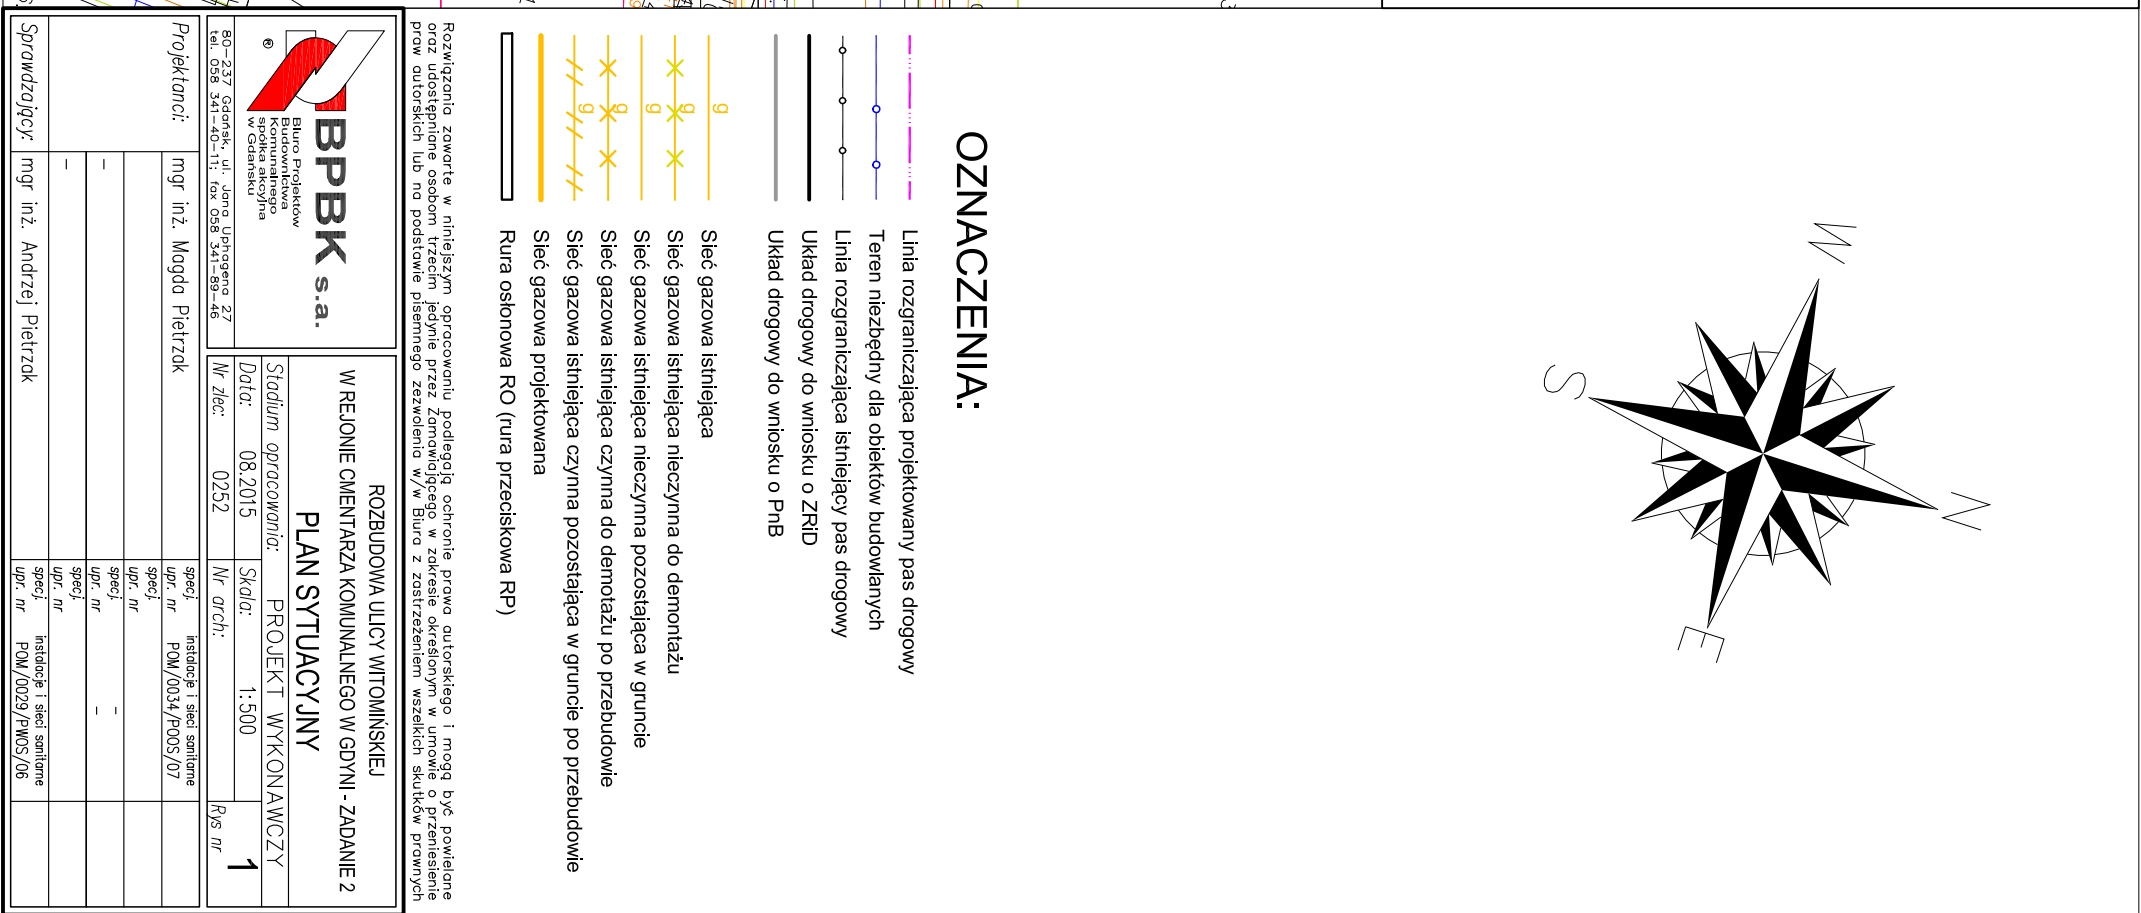 W
N
S
E
OZNACZENIA:
Linia rozgraniczająca projektowany pas drogowy
Teren niezbędny dla obiektów budowlanych
Linia rozgraniczająca istniejący pas drogowy
Układ drogowy do wniosku o ZRiD
Układ drogowy do wniosku o PnB
g
Sieć gazowa istniejąca
g
Sieć gazowa istniejąca nieczynna do demontażu
g
Sieć gazowa istniejąca nieczynna pozostająca w gruncie
g
Sieć gazowa istniejąca czynna do demotażu po przebudowie
g
Sieć gazowa istniejąca czynna pozostająca w gruncie po przebudowie
Sieć gazowa projektowana
Rura osłonowa RO (rura przeciskowa RP)
Rozwiązania zawarte w niniejszym opracowaniu podlegają ochronie prawa autorskiego i mogą być powielane
oraz udostępniane osobom trzecim jedynie przez Zamawiającego w zakresie określonym w umowie o przeniesienie
praw autorskich lub na podstawie pisemnego zezwolenia w/w Biura z zastrzeżeniem wszelkich skutków prawnych
®
BPBK s.a.
Biuro Projektów
Budownictwa
Komunalnego
spółka akcyjna
w Gdańsku
80-237 Gdańsk, ul. Jana Uphagena 27
tel. 058 341-40-11; fax 058 341-89-46
ROZBUDOWA ULICY WITOMIŃSKIEJ
W REJONIE CMENTARZA KOMUNALNEGO W GDYNI - ZADANIE 2
PLAN SYTUACYJNY
Stadium opracowania: PROJEKT WYKONAWCZY
Data: 08.2015 Skala: 1:500
Nr zlec: 0252 Nr arch: Rys nr 1
Projektanci: mgr inż. Magda Pietrzak specj. instalacje i sieci sanitarne
upr. nr POM/0034/POOS/07
specj.
upr. nr
- specj. -
upr. nr -
- specj.
upr. nr
Sprawdzający: mgr inż. Andrzej Pietrzak specj. instalacje i sieci sanitarne
upr. nr POM/0029/PWOS/06